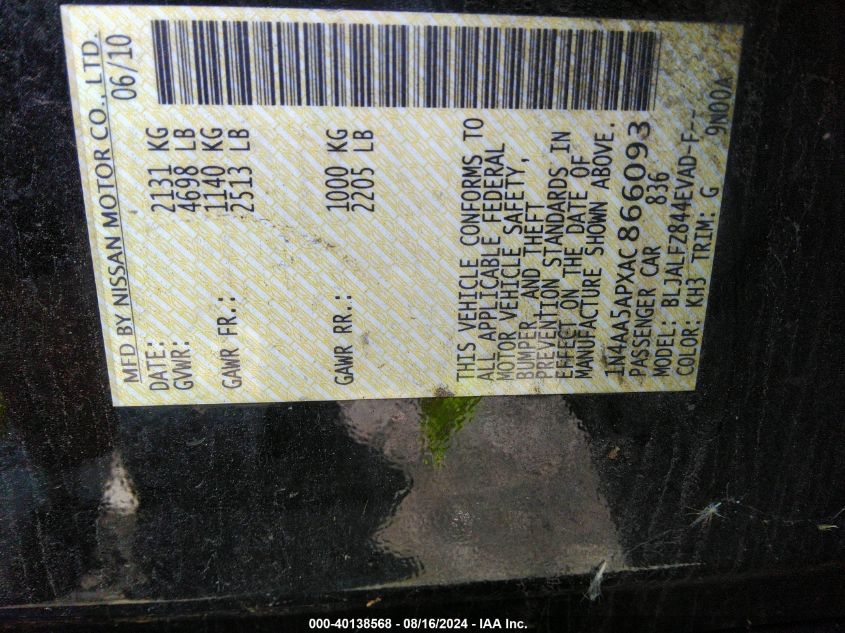 MFD BY NISSAN MOTOR CO., LTD.
DATE: 06/10
GVWR: 2131 KG
4698 LB
GAWR FR.: 1140 KG
2513 LB
GAWR RR.: 1000 KG
2205 LB
THIS VEHICLE CONFORMS TO
ALL APPLICABLE FEDERAL
MOTOR VEHICLE SAFETY,
BUMPER AND THEFT
PREVENTION STANDARDS IN
EFFECT ON THE DATE OF
MANUFACTURE SHOWN ABOVE.
1N4AA5APXAC866093
PASSENGER CAR 836
MODEL: BLJALFZ844EVAD-F--
COLOR: KH3 TRIM: G 9N00A
000-40138568 - 08/16/2024 - IAA Inc.